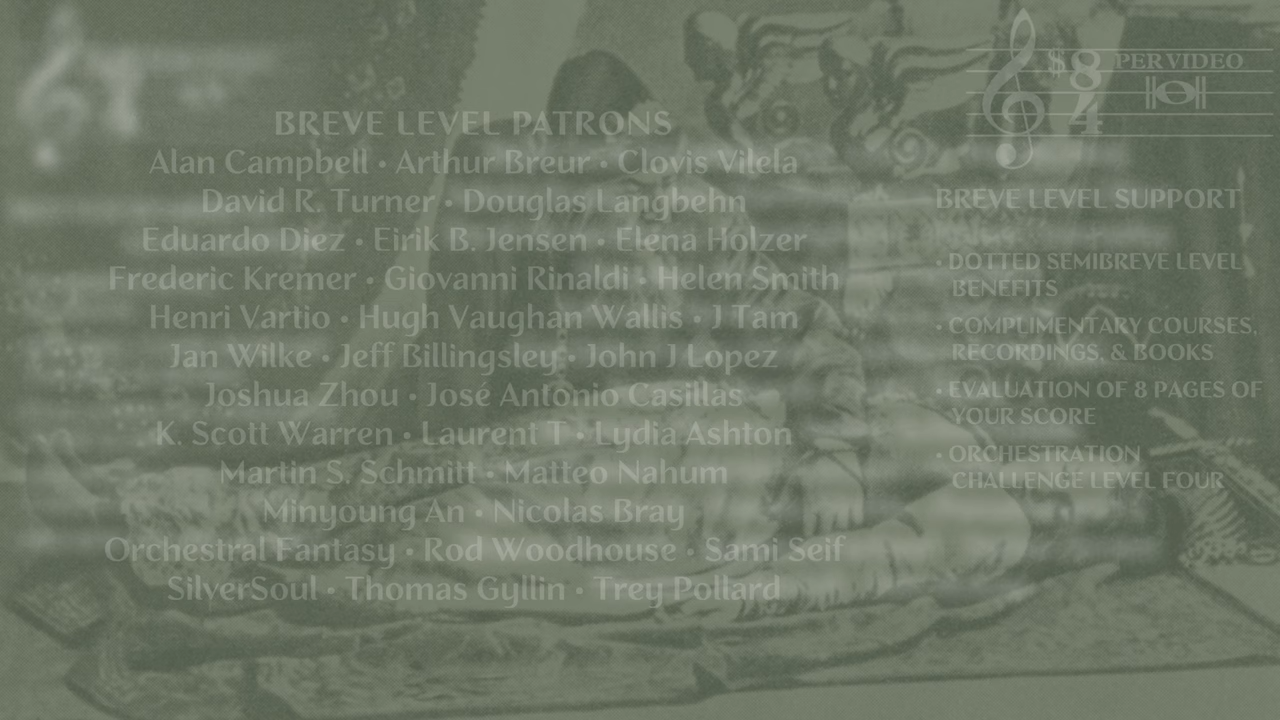 BREVE LEVEL PATRONS
Alan Campbell • Arthur Breur • Clovis Vilela
David R. Turner • Douglas Langbehn
Eduardo Diez • Eirik B. Jensen • Elena Holzer
Frederic Kremer • Giovanni Rinaldi • Helen Smith
Henri Vartio • Hugh Vaughan Wallis • J Tam
Jan Wilke • Jeff Billingsley • John J Lopez
Joshua Zhou • José Antonio Casillas
K. Scott Warren • Laurent T • Lydia Ashton
Martin S. Schmitt • Matteo Nahum
Minyoung An • Nicolas Bray
Orchestral Fantasy • Rod Woodhouse • Sami Seif
SilverSoul • Thomas Gyllin • Trey Pollard
$ 8 PER VIDEO
4
BREVE LEVEL SUPPORT
• DOTTED SEMIBREVE LEVEL
BENEFITS
• COMPLIMENTARY COURSES,
RECORDINGS, & BOOKS
• EVALUATION OF 8 PAGES OF
YOUR SCORE
• ORCHESTRATION
CHALLENGE LEVEL FOUR